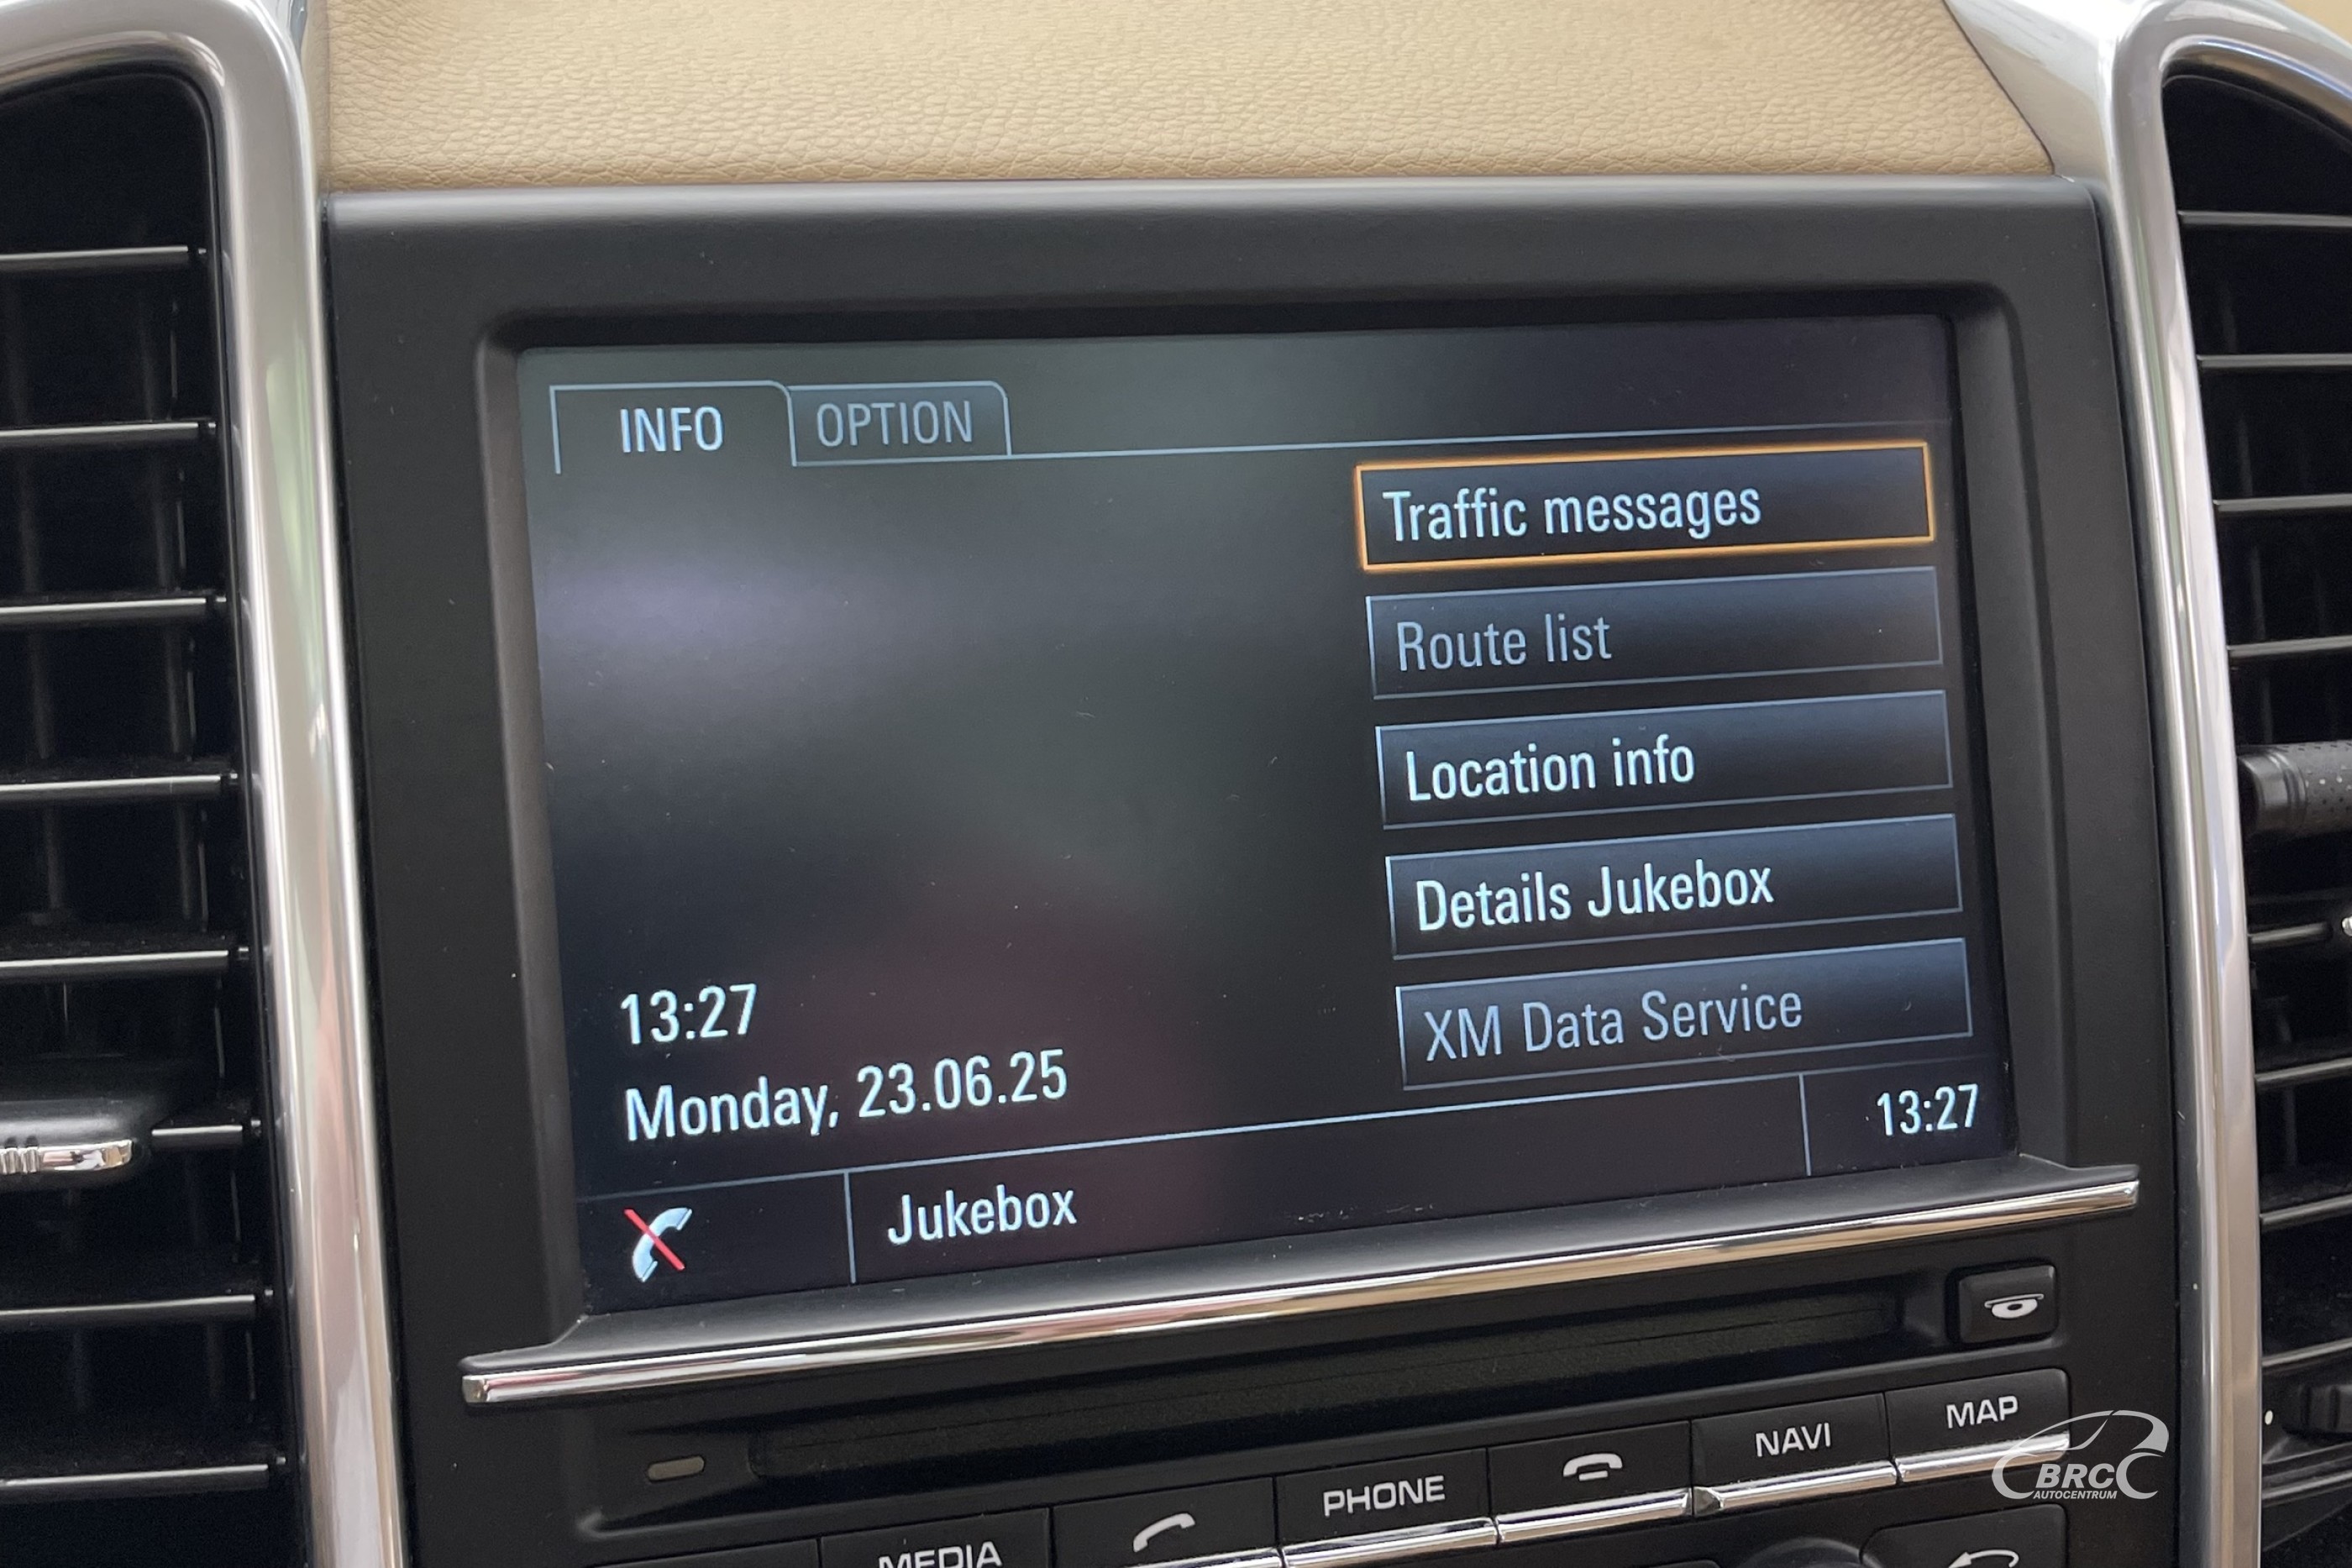 INFO OPTION
Traffic messages
Route list
Location info
Details Jukebox
XM Data Service
13:27
Monday, 23.06.25
Jukebox
13:27
MAP
NAVI
PHONE
MEDIA
BRC
AUTOCENTRUM